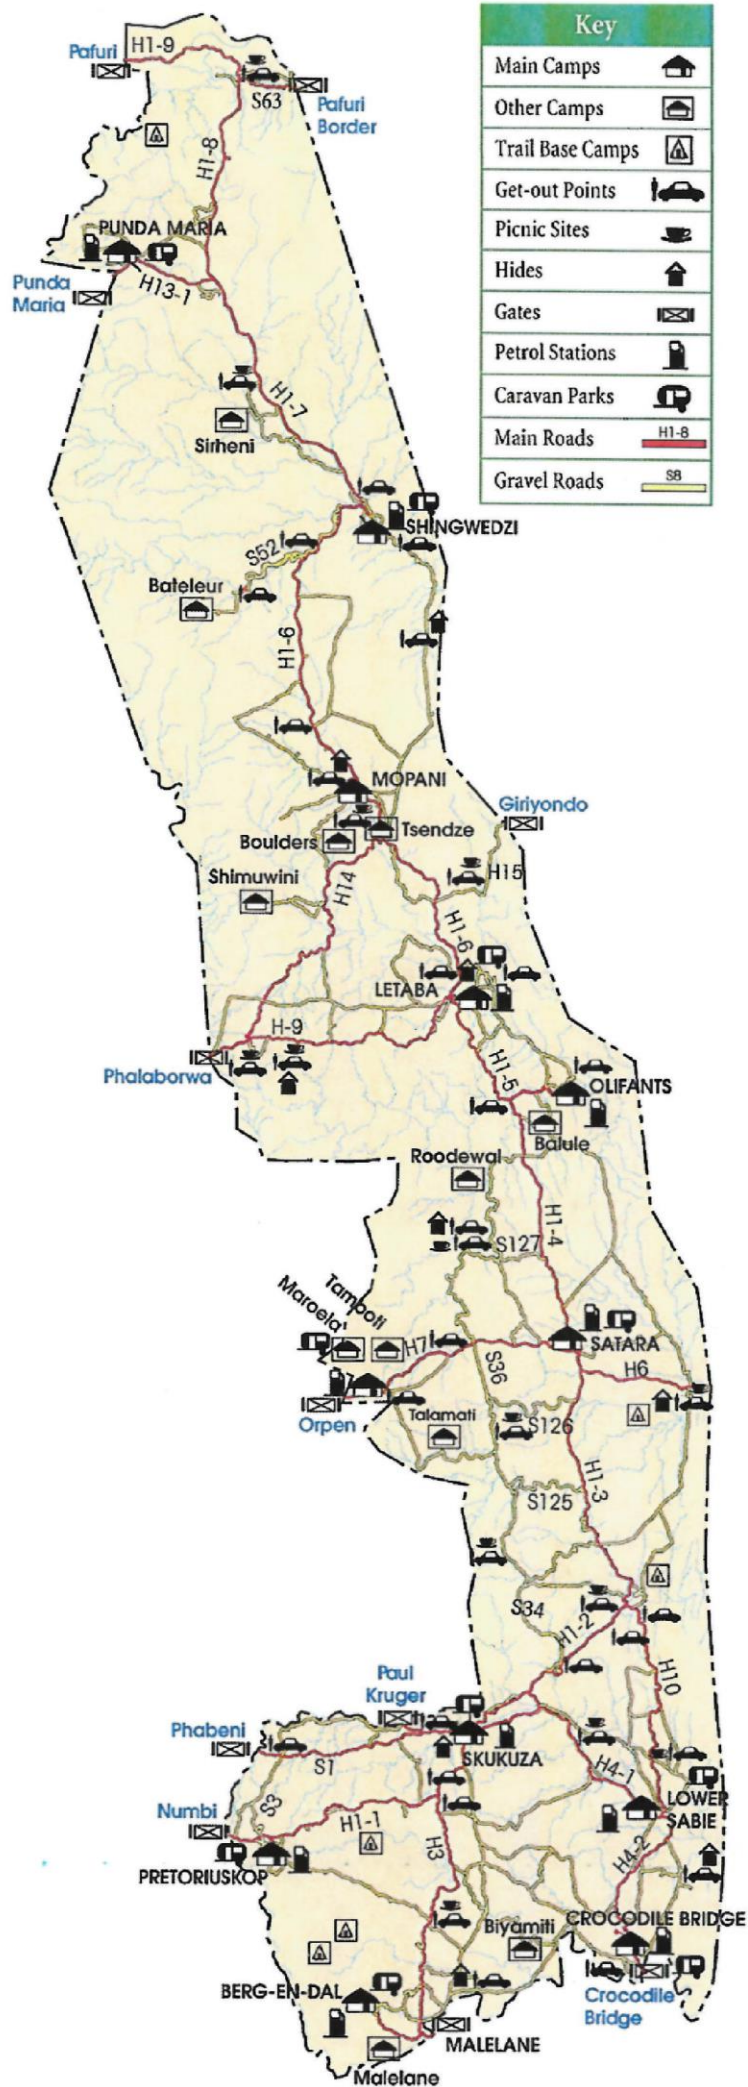 Key
Main Camps
Other Camps
Trail Base Camps
Get-out Points
Picnic Sites
Hides
Gates
Petrol Stations
Caravan Parks
Main Roads H1-8
Gravel Roads S8
Pafuri
H1-9
S63
Pafuri
Border
H1-8
PUNDA MARIA
Punda
Maria
H13-1
H1-7
Sirheni
SHINGWEDZI
S52
Bateleur
H1-6
MOPANI
Giriyondo
Tsendze
Boulders
H15
Shimuwini
H14
H1-6
LETABA
H-9
Phalaborwa
H1-5
OLIFANTS
Balule
Roodewal
H1-4
S127
Maroela
Tamboti
H7
SATARA
S36
H6
Orpen
Talamati
S126
H1-3
S125
S34
H1-2
H10
Paul
Kruger
Phabeni
SKUKUZA
S1
H4-1
LOWER
SABIE
S3
Numbi
H1-1
H3
H4-2
PRETORIUSKOP
Biyamiti
CROCODILE BRIDGE
BERG-EN-DAL
Crocodile
Bridge
MALELANE
Malelane